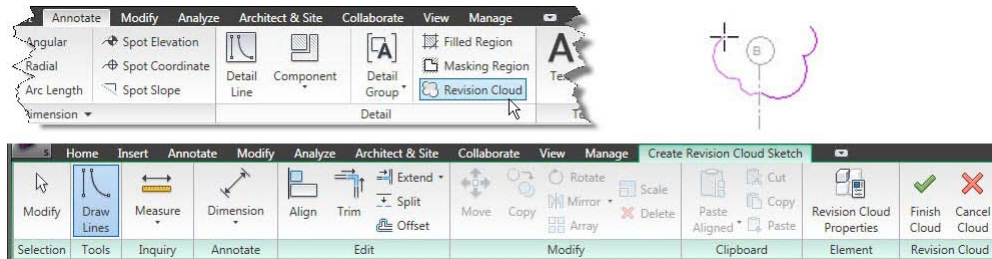 Annotate Modify Analyze Architect & Site Collaborate View Manage
Angular Spot Elevation Filled Region
Radial Spot Coordinate Masking Region
Arc Length Spot Slope Revision Cloud
Detail Line Component Detail Group
Dimension Detail
B
Home Insert Annotate Modify Analyze Architect & Site Collaborate View Manage Create Revision Cloud Sketch
Modify Draw Lines Measure Dimension Align Trim Extend Split Offset Move Copy Rotate Mirror Array Scale Delete Paste Aligned Cut Copy Paste Revision Cloud Properties Finish Cloud Cancel Cloud
Selection Tools Inquiry Annotate Edit Modify Clipboard Element Revision Cloud